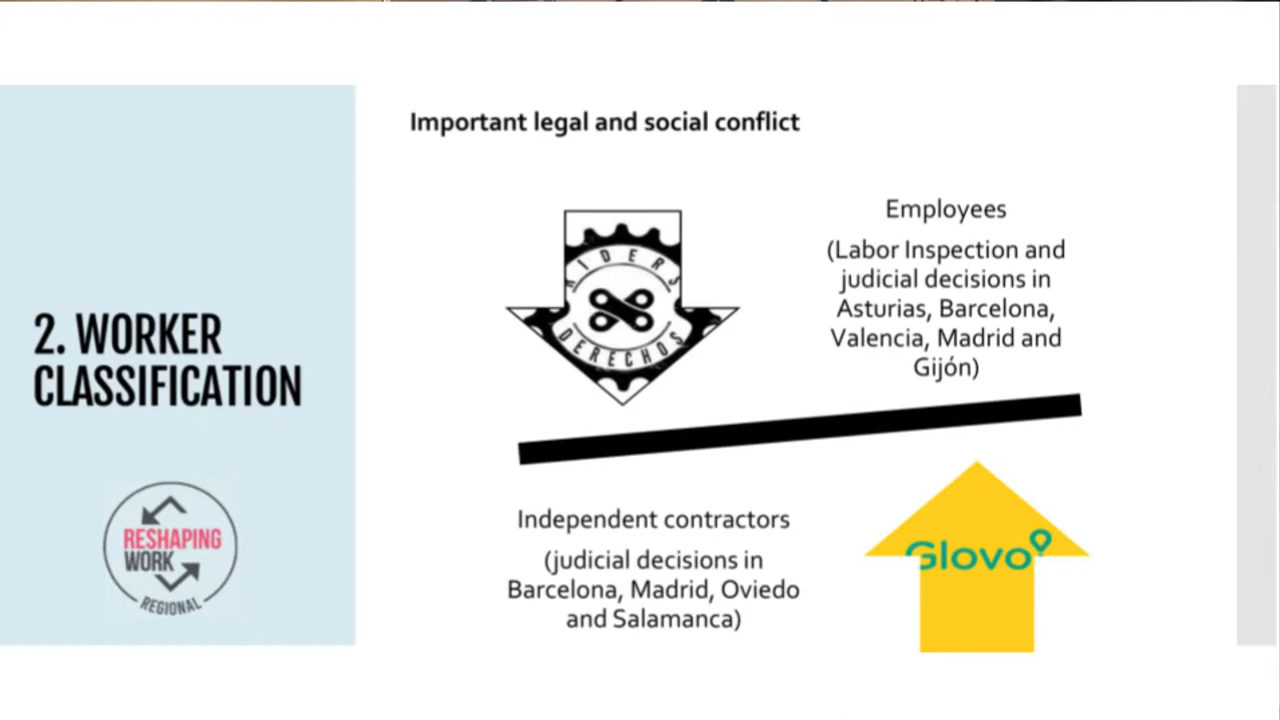 Important legal and social conflict
2. WORKER
CLASSIFICATION
RESHAPING
WORK
REGIONAL
RIDERS
DERECHOS
Employees
(Labor Inspection and
judicial decisions in
Asturias, Barcelona,
Valencia, Madrid and
Gijón)
Independent contractors
(judicial decisions in
Barcelona, Madrid, Oviedo
and Salamanca)
Glovo